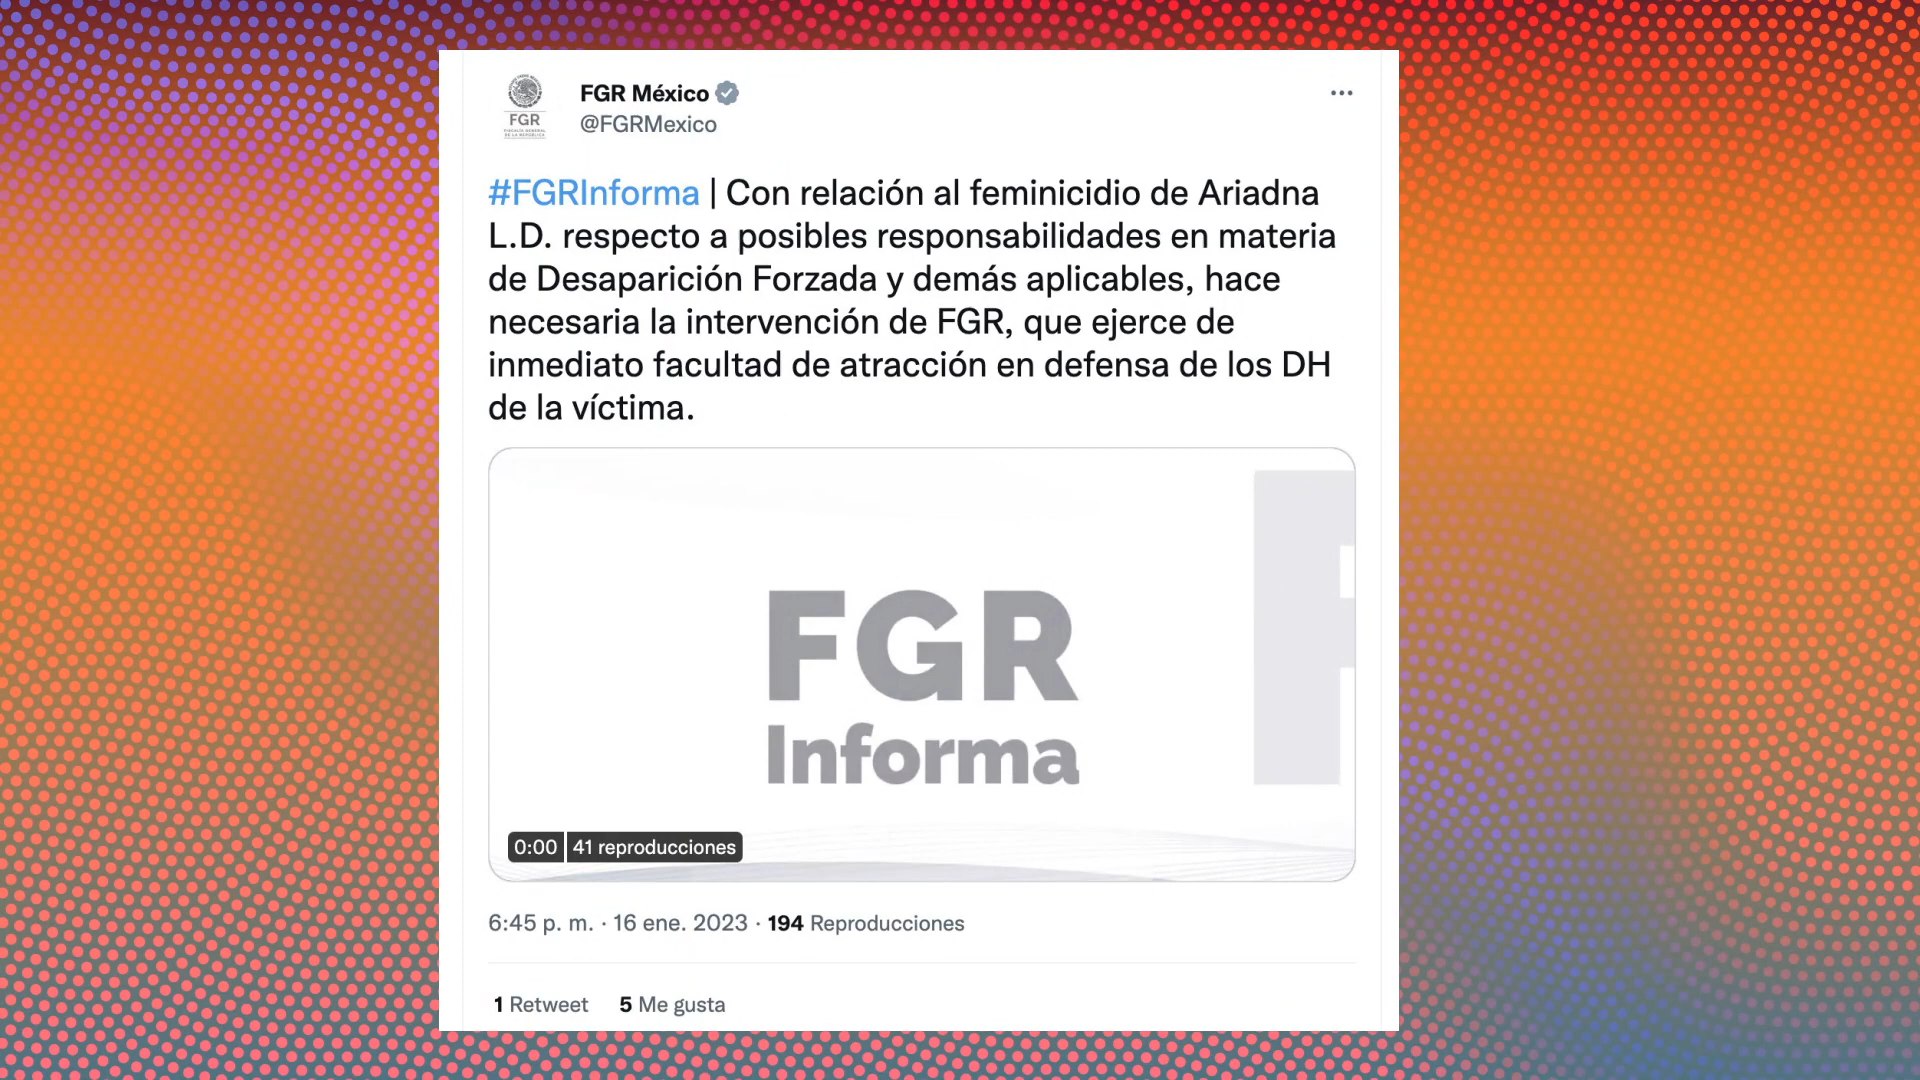 FGR México
@FGRMexico
FGR
#FGRInforma | Con relación al feminicidio de Ariadna
L.D. respecto a posibles responsabilidades en materia
de Desaparición Forzada y demás aplicables, hace
necesaria la intervención de FGR, que ejerce de
inmediato facultad de atracción en defensa de los DH
de la víctima.
FGR
Informa
0:00 41 reproducciones
6:45 p. m. · 16 ene. 2023 · 194 Reproducciones
1 Retweet 5 Me gusta